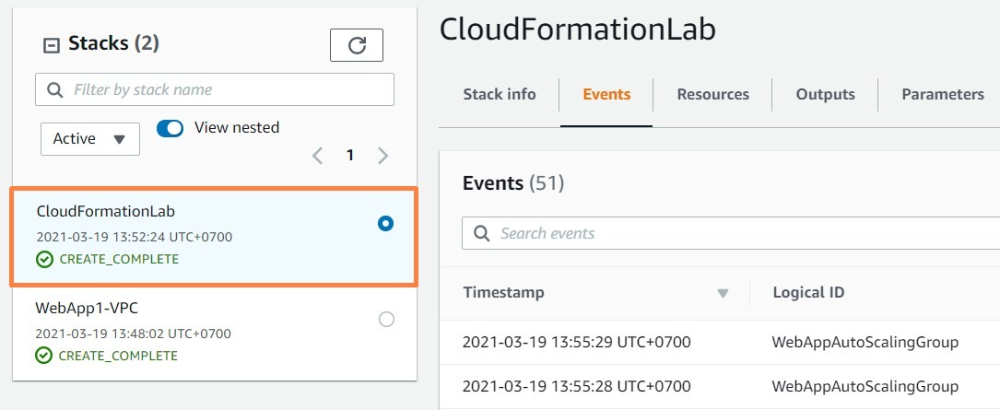 Stacks (2)
Filter by stack name
Active
View nested
1
CloudFormationLab
2021-03-19 13:52:24 UTC+0700
CREATE_COMPLETE
WebApp1-VPC
2021-03-19 13:48:02 UTC+0700
CREATE_COMPLETE
CloudFormationLab
Stack info Events Resources Outputs Parameters
Events (51)
Search events
Timestamp Logical ID
2021-03-19 13:55:29 UTC+0700 WebAppAutoScalingGroup
2021-03-19 13:55:28 UTC+0700 WebAppAutoScalingGroup